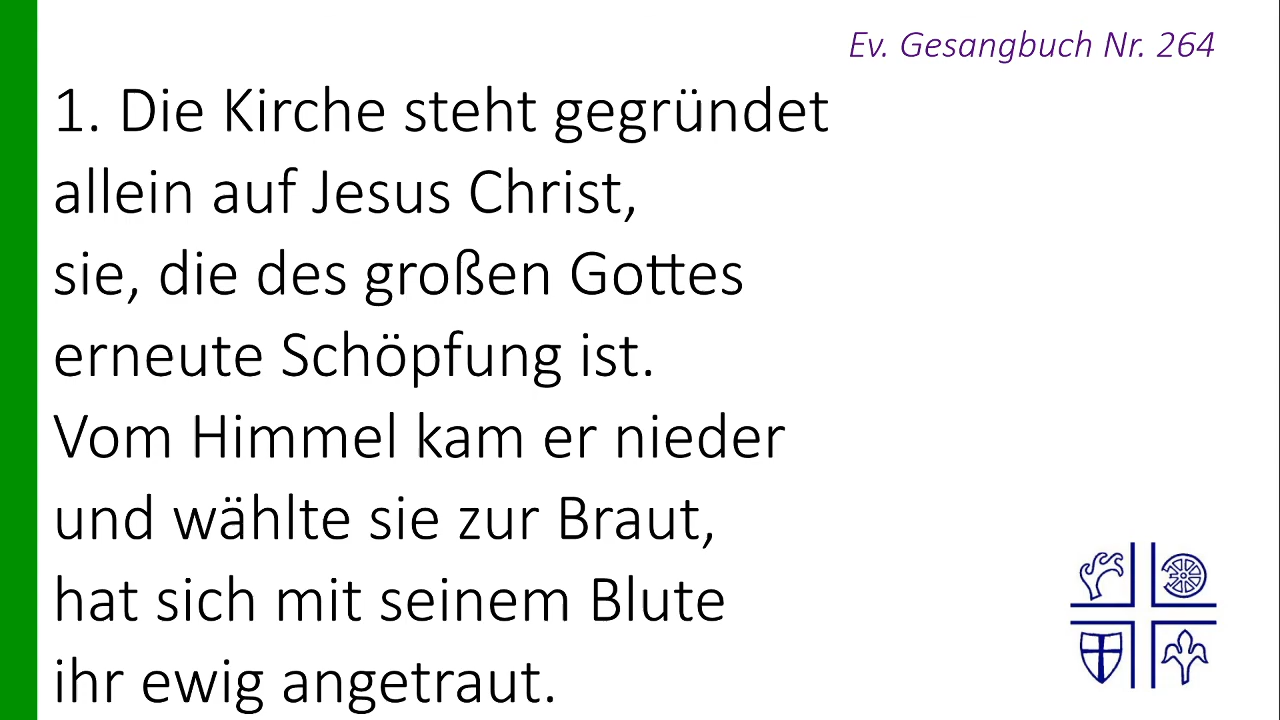 Ev. Gesangbuch Nr. 264
1. Die Kirche steht gegründet
allein auf Jesus Christ,
sie, die des großen Gottes
erneute Schöpfung ist.
Vom Himmel kam er nieder
und wählte sie zur Braut,
hat sich mit seinem Blute
ihr ewig angetraut.